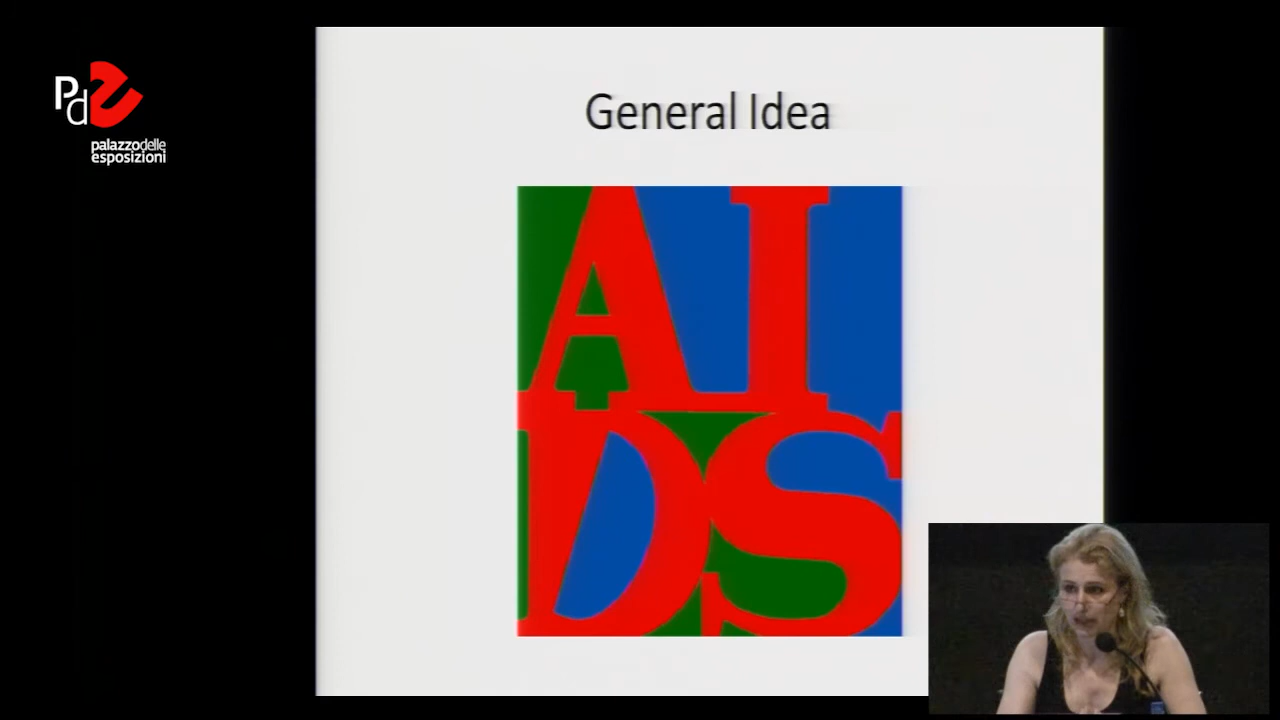 Pd
palazzodelle
esposizioni
General Idea
AI
DS